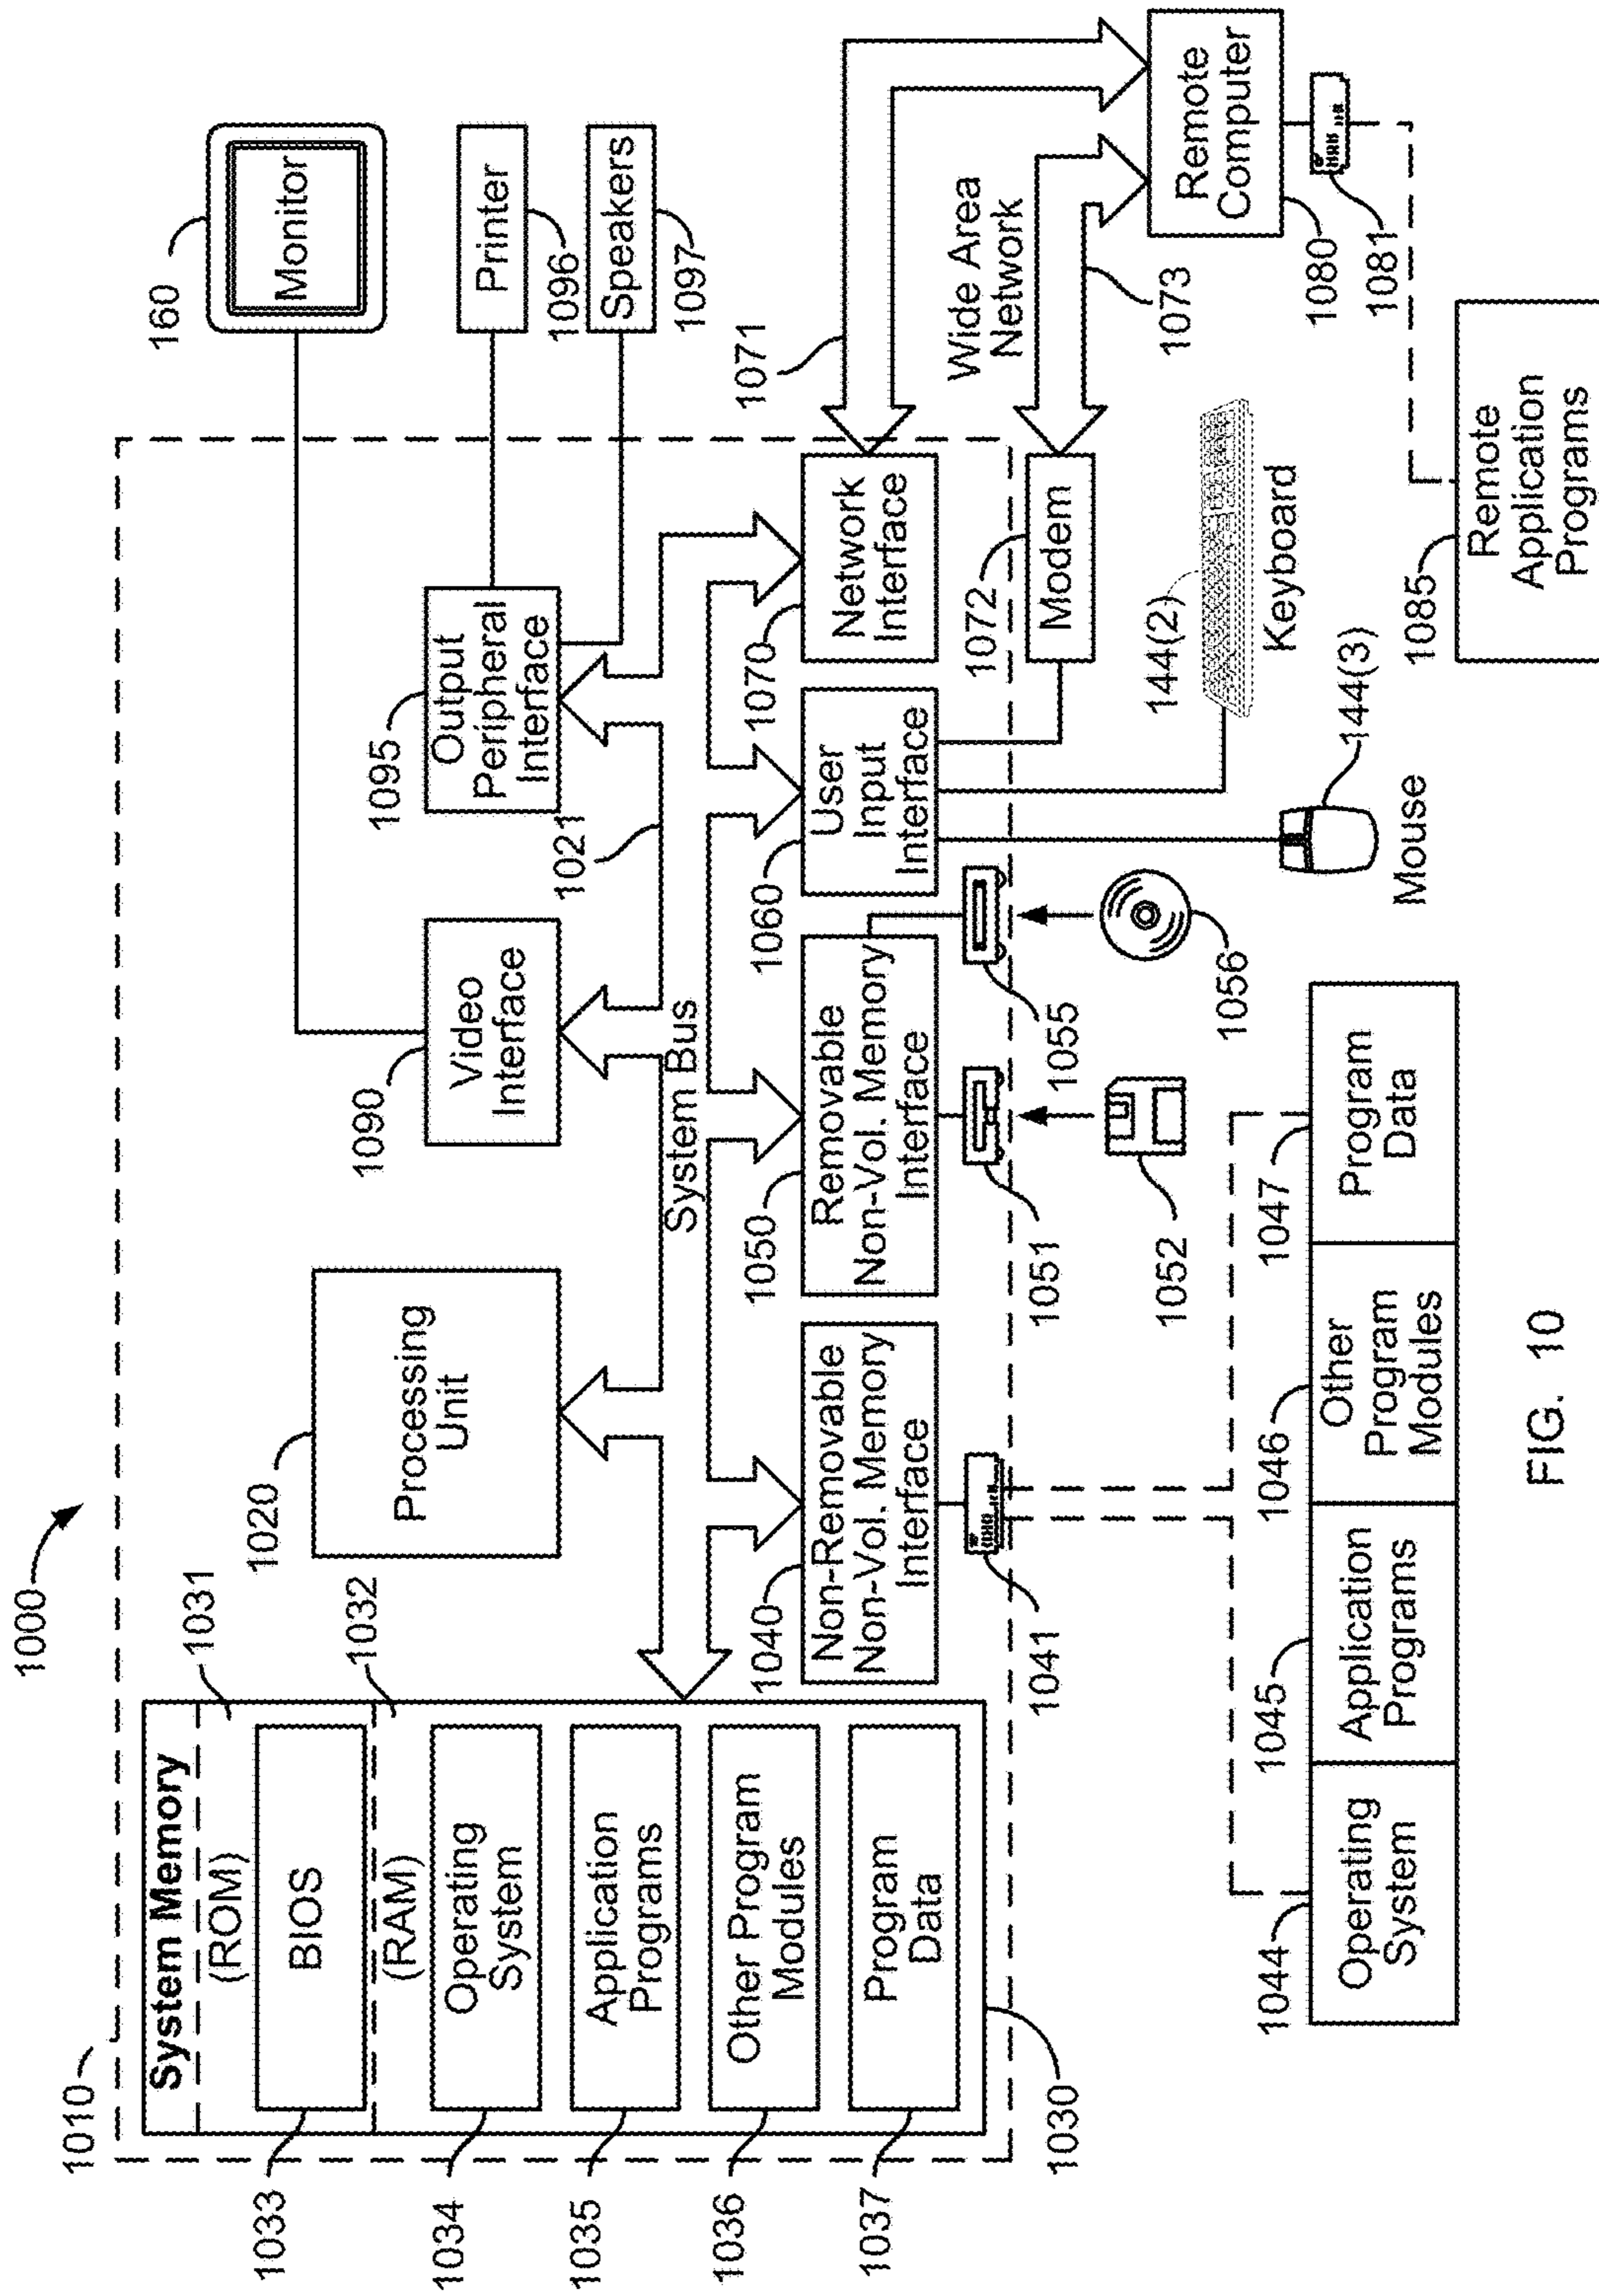 1000
1010
System Memory
(ROM)
1031
BIOS
1033
(RAM)
1032
Operating
System
1034
Application
Programs
1035
Other Program
Modules
1036
Program
Data
1037
1030
1020
Processing
Unit
1090
Video
Interface
1095
Output
Peripheral
Interface
1021
System Bus
160
Monitor
Printer
1096
Speakers
1097
1040
Non-Removable
Non-Vol. Memory
Interface
1041
1050
Removable
Non-Vol. Memory
Interface
1051
1055
1052
1056
1060
User
Input
Interface
1070
Network
Interface
1071
1072
Modem
Wide Area
Network
1073
Remote
Computer
1080
1081
144(2)
Keyboard
144(3)
Mouse
1085
Remote
Application
Programs
1044
Operating
System
1045
Application
Programs
1046
Other
Program
Modules
1047
Program
Data
FIG. 10